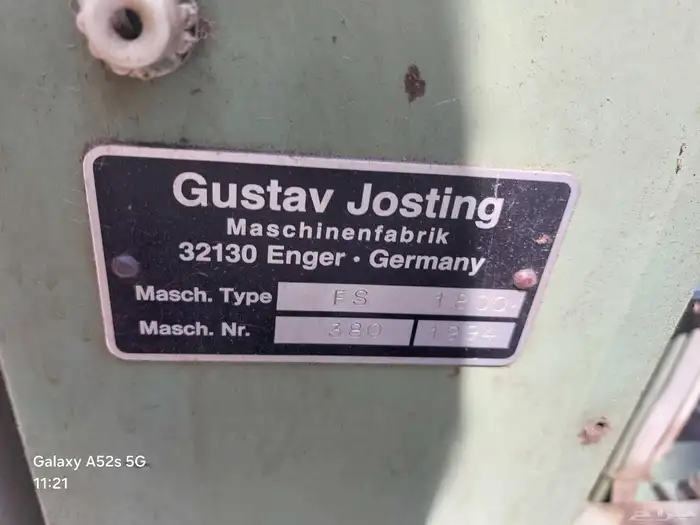 Gustav Josting
Maschinenfabrik
32130 Enger · Germany
Masch. Type FS 1800
Masch. Nr. 380 1994
Galaxy A52s 5G
11:21